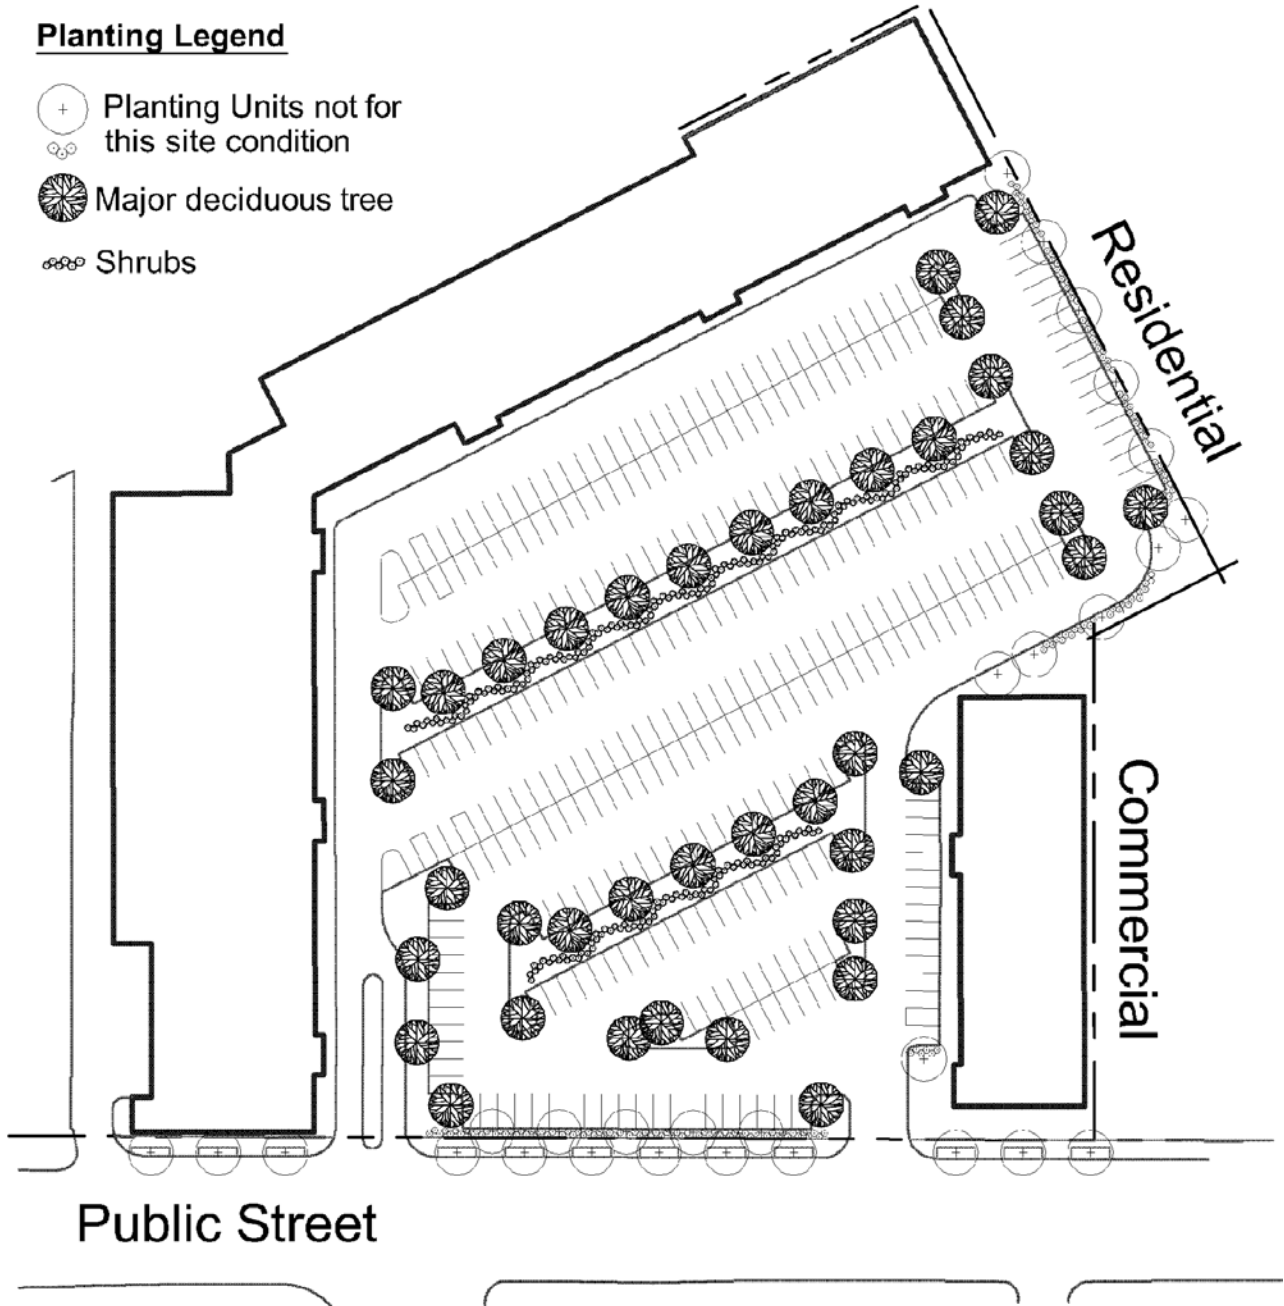 Planting Legend
Planting Units not for
this site condition
Major deciduous tree
Shrubs
Residential
Commercial
Public Street